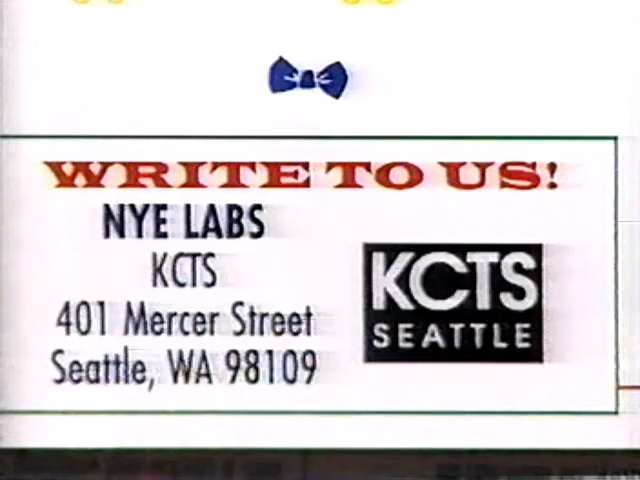 WRITE TO US!
NYE LABS
KCTS
401 Mercer Street
Seattle, WA 98109
KCTS
SEATTLE